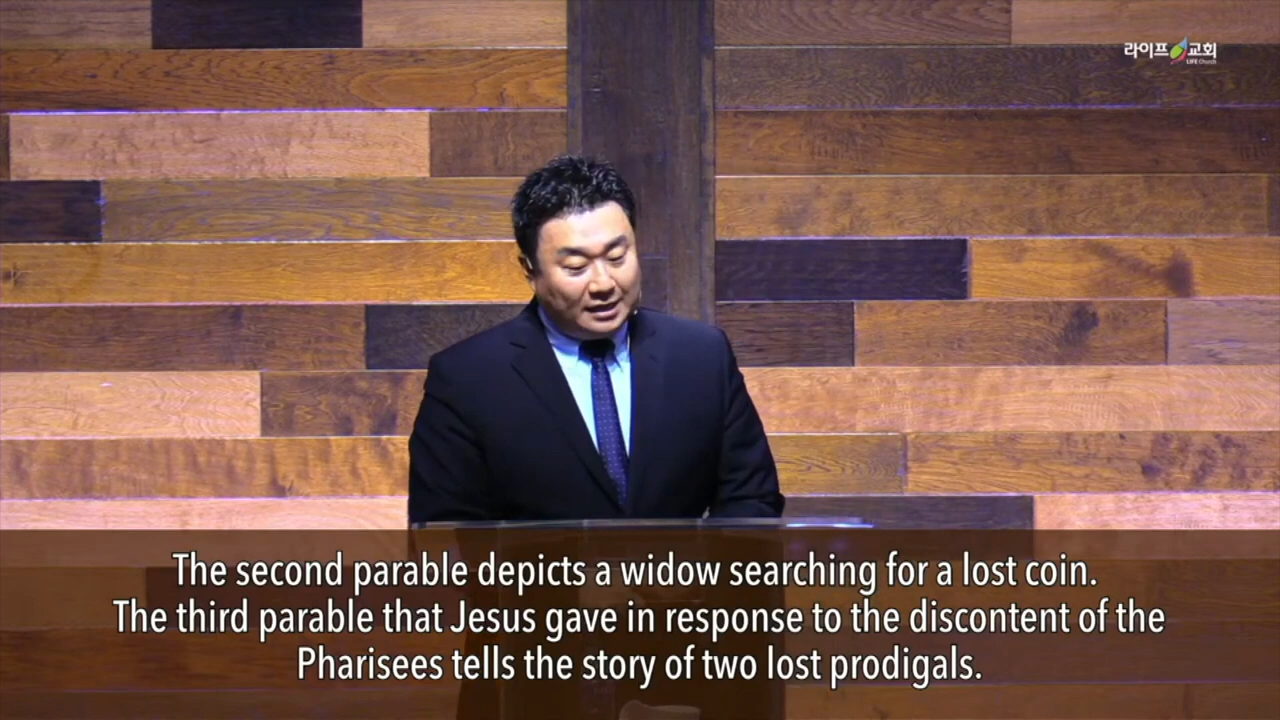 라이프교회
LIFE Church
The second parable depicts a widow searching for a lost coin.
The third parable that Jesus gave in response to the discontent of the
Pharisees tells the story of two lost prodigals.